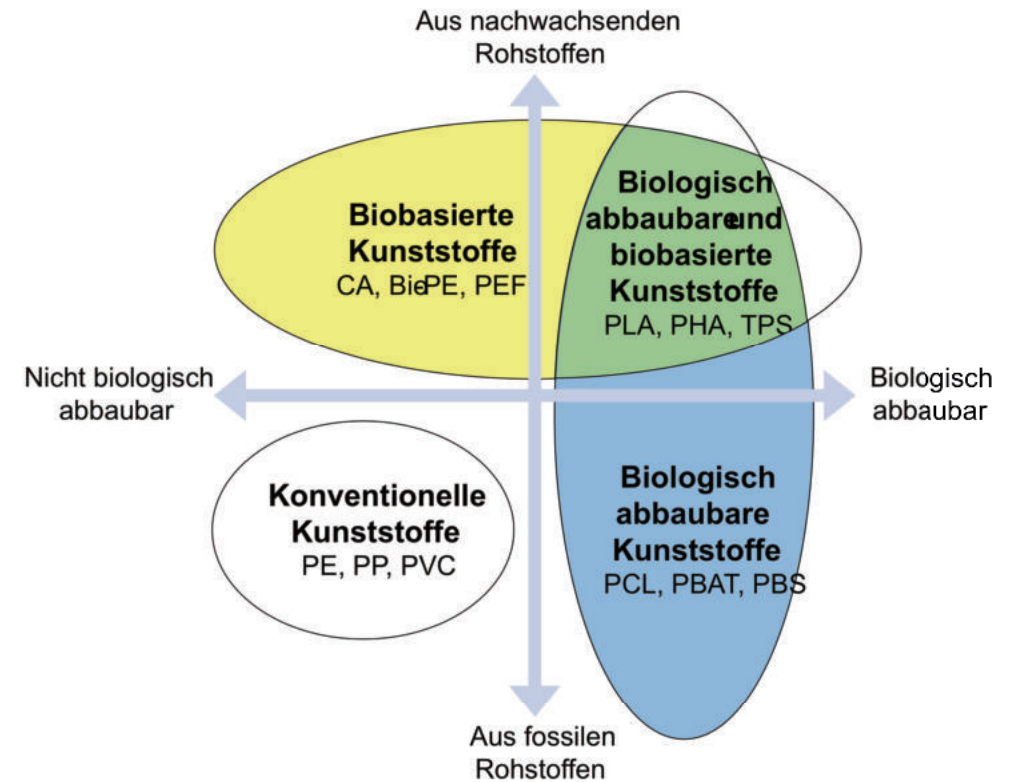 Aus nachwachsenden
Rohstoffen
Biobasierte
Kunststoffe
CA, Bio-PE, PEF
Biologisch
abbaubare und
biobasierte
Kunststoffe
PLA, PHA, TPS
Nicht biologisch
abbaubar
Biologisch
abbaubar
Konventionelle
Kunststoffe
PE, PP, PVC
Biologisch
abbaubare
Kunststoffe
PCL, PBAT, PBS
Aus fossilen
Rohstoffen